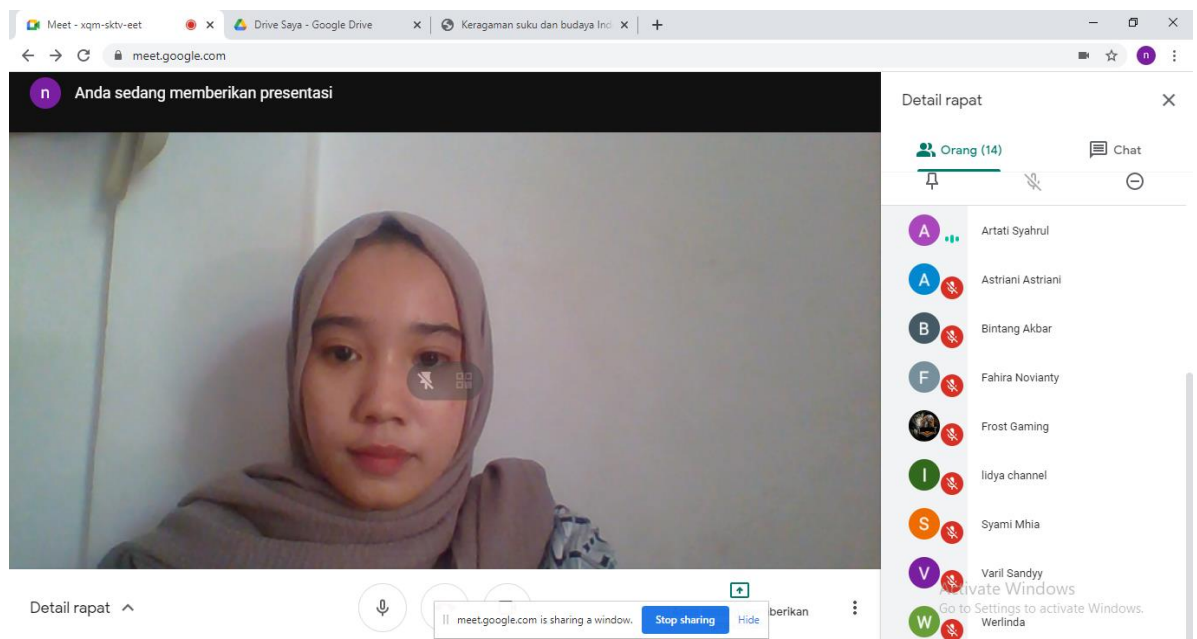 Meet - xqm-sktv-eet
Drive Saya - Google Drive
Keragaman suku dan budaya Ind
meet.google.com
n
n
Anda sedang memberikan presentasi
Detail rapat
Orang (14)
Chat
A
Artati Syahrul
A
Astriani Astriani
B
Bintang Akbar
F
Fahira Novianty
Frost Gaming
l
lidya channel
S
Syami Mhia
V
Varil Sandyy
W
Werlinda
Activate Windows
Go to Settings to activate Windows.
Detail rapat
meet.google.com is sharing a window.
Stop sharing
Hide
berikan